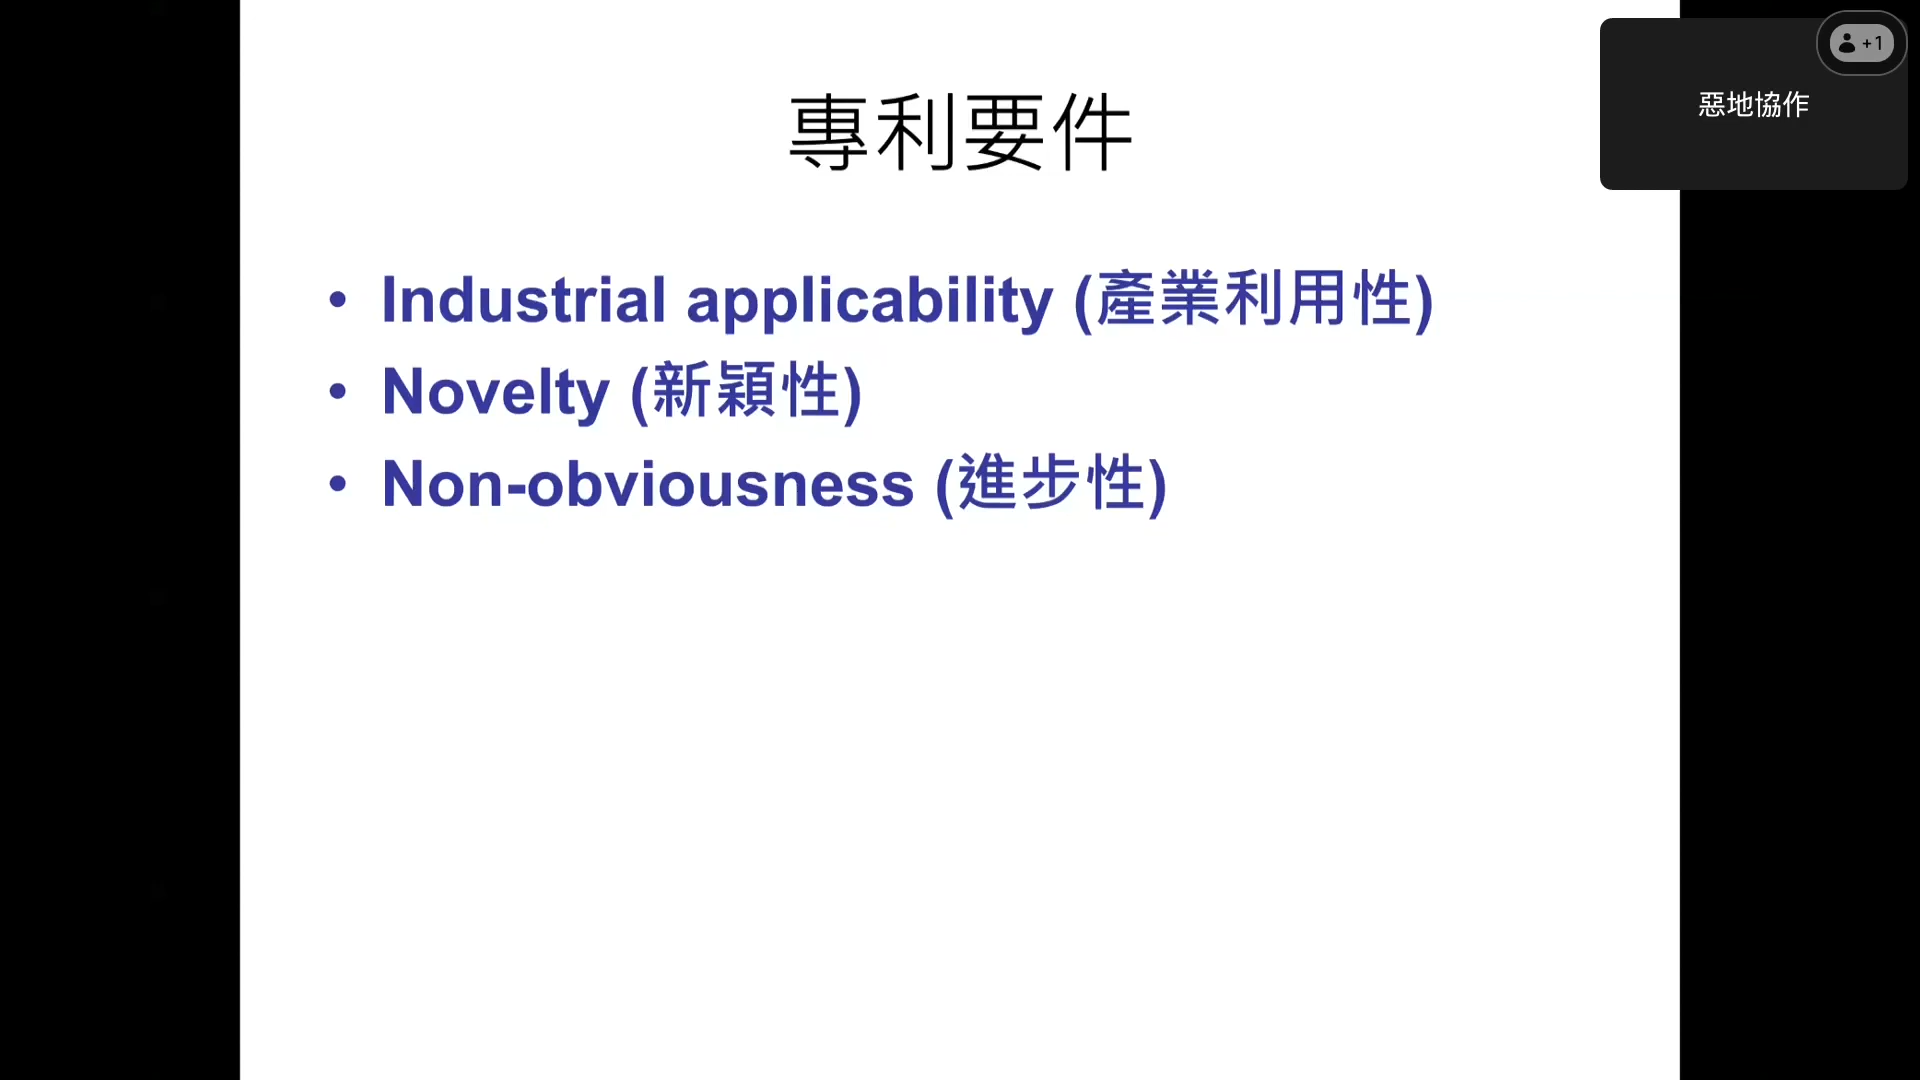 專利要件
+1
惡地協作
• Industrial applicability (產業利用性)
• Novelty (新穎性)
• Non-obviousness (進步性)